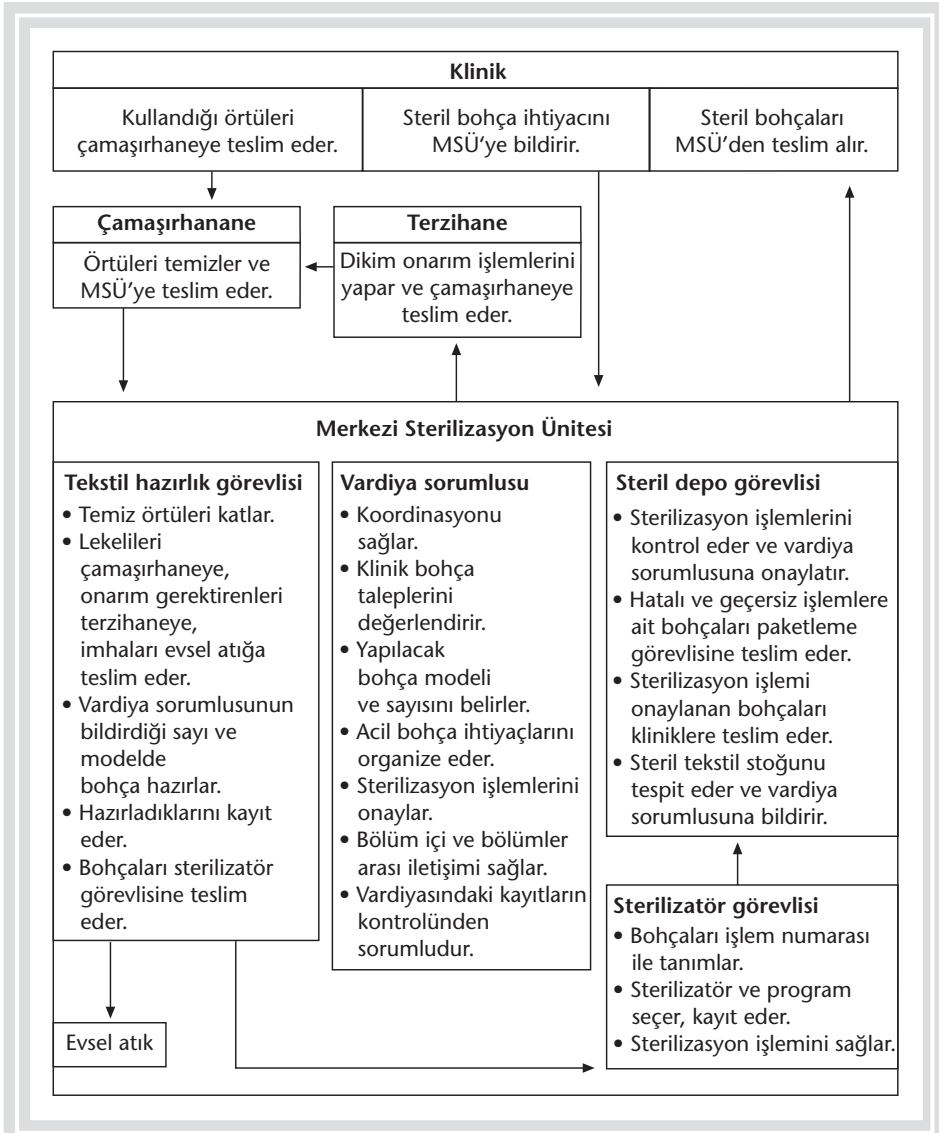 Klinik
Kullandığı örtüleri
çamaşırhaneye teslim eder.
Steril bohça ihtiyacını
MSÜ'ye bildirir.
Steril bohçaları
MSÜ'den teslim alır.
Çamaşırhanane
Örtüleri temizler ve
MSÜ'ye teslim eder.
Terzihane
Dikim onarım işlemlerini
yapar ve çamaşırhaneye
teslim eder.
Merkezi Sterilizasyon Ünitesi
Tekstil hazırlık görevlisi
• Temiz örtüleri katlar.
• Lekelileri
çamaşırhaneye,
onarım gerektirenleri
terzihaneye,
imhaları evsel atığa
teslim eder.
• Vardiya sorumlusunun
bildirdiği sayı ve
modelde
bohça hazırlar.
• Hazırladıklarını kayıt
eder.
• Bohçaları sterilizatör
görevlisine teslim
eder.
Evsel atık
Vardiya sorumlusu
• Koordinasyonu
sağlar.
• Klinik bohça
taleplerini
değerlendirir.
• Yapılacak
bohça modeli
ve sayısını belirler.
• Acil bohça ihtiyaçlarını
organize eder.
• Sterilizasyon işlemlerini
onaylar.
• Bölüm içi ve bölümler
arası iletişimi sağlar.
• Vardiyasındaki kayıtların
kontrolünden
sorumludur.
Steril depo görevlisi
• Sterilizasyon işlemlerini
kontrol eder ve vardiya
sorumlusuna onaylatır.
• Hatalı ve geçersiz işlemlere
ait bohçaları paketleme
görevlisine teslim eder.
• Sterilizasyon işlemi
onaylanan bohçaları
kliniklere teslim eder.
• Steril tekstil stoğunu
tespit eder ve vardiya
sorumlusuna bildirir.
Sterilizatör görevlisi
• Bohçaları işlem numarası
ile tanımlar.
• Sterilizatör ve program
seçer, kayıt eder.
• Sterilizasyon işlemini sağlar.